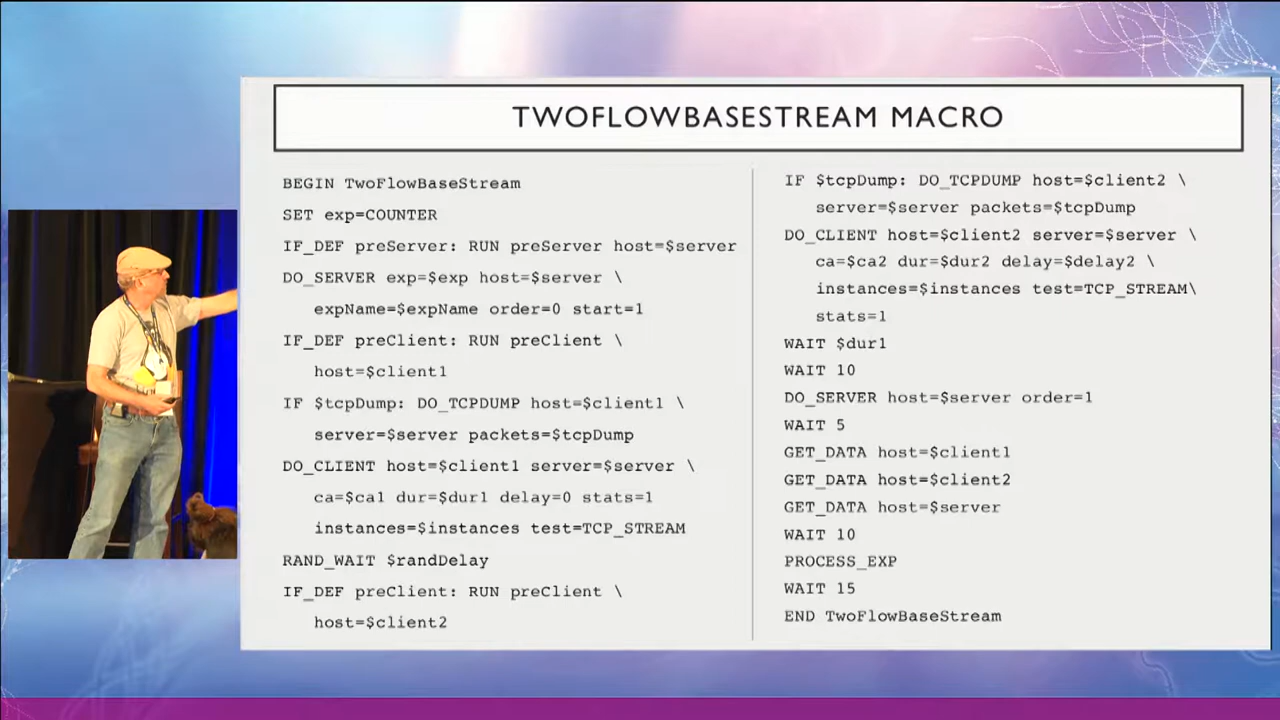 TWOFLOWBASESTREAM MACRO
BEGIN TwoFlowBaseStream
SET exp=COUNTER
IF_DEF preServer: RUN preServer host=$server
DO_SERVER exp=$exp host=$server \
expName=$expName order=0 start=1
IF_DEF preClient: RUN preClient \
host=$client1
IF $tcpDump: DO_TCPDUMP host=$client1 \
server=$server packets=$tcpDump
DO_CLIENT host=$client1 server=$server \
ca=$ca1 dur=$dur1 delay=0 stats=1
instances=$instances test=TCP_STREAM
RAND_WAIT $randDelay
IF_DEF preClient: RUN preClient \
host=$client2
IF $tcpDump: DO_TCPDUMP host=$client2 \
server=$server packets=$tcpDump
DO_CLIENT host=$client2 server=$server \
ca=$ca2 dur=$dur2 delay=$delay2 \
instances=$instances test=TCP_STREAM\
stats=1
WAIT $dur1
WAIT 10
DO_SERVER host=$server order=1
WAIT 5
GET_DATA host=$client1
GET_DATA host=$client2
GET_DATA host=$server
WAIT 10
PROCESS_EXP
WAIT 15
END TwoFlowBaseStream